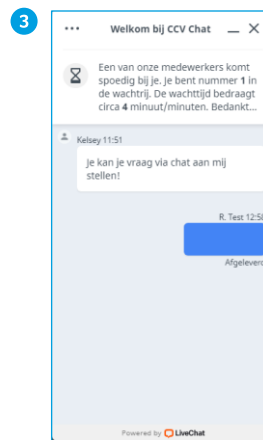 3
Welkom bij CCV Chat
Een van onze medewerkers komt
spoedig bij je. Je bent nummer 1 in
de wachtrij. De wachttijd bedraagt
circa 4 minuut/minuten. Bedankt...
Kelsey 11:51
Je kan je vraag via chat aan mij
stellen!
R. Test 12:58
Afgeleverd
Powered by LiveChat